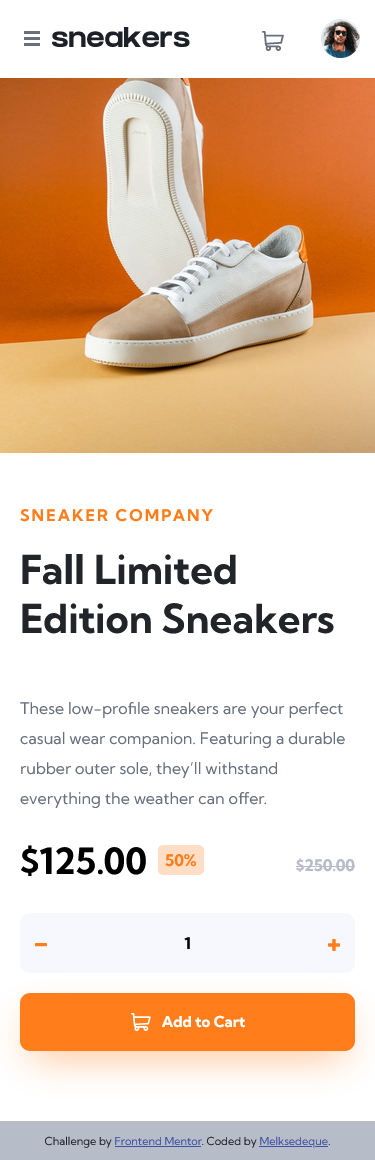 sneakers
SNEAKER COMPANY
Fall Limited
Edition Sneakers
These low-profile sneakers are your perfect
casual wear companion. Featuring a durable
rubber outer sole, they’ll withstand
everything the weather can offer.
$125.00 50% $250.00
1
Add to Cart
Challenge by Frontend Mentor. Coded by Melksedeque.